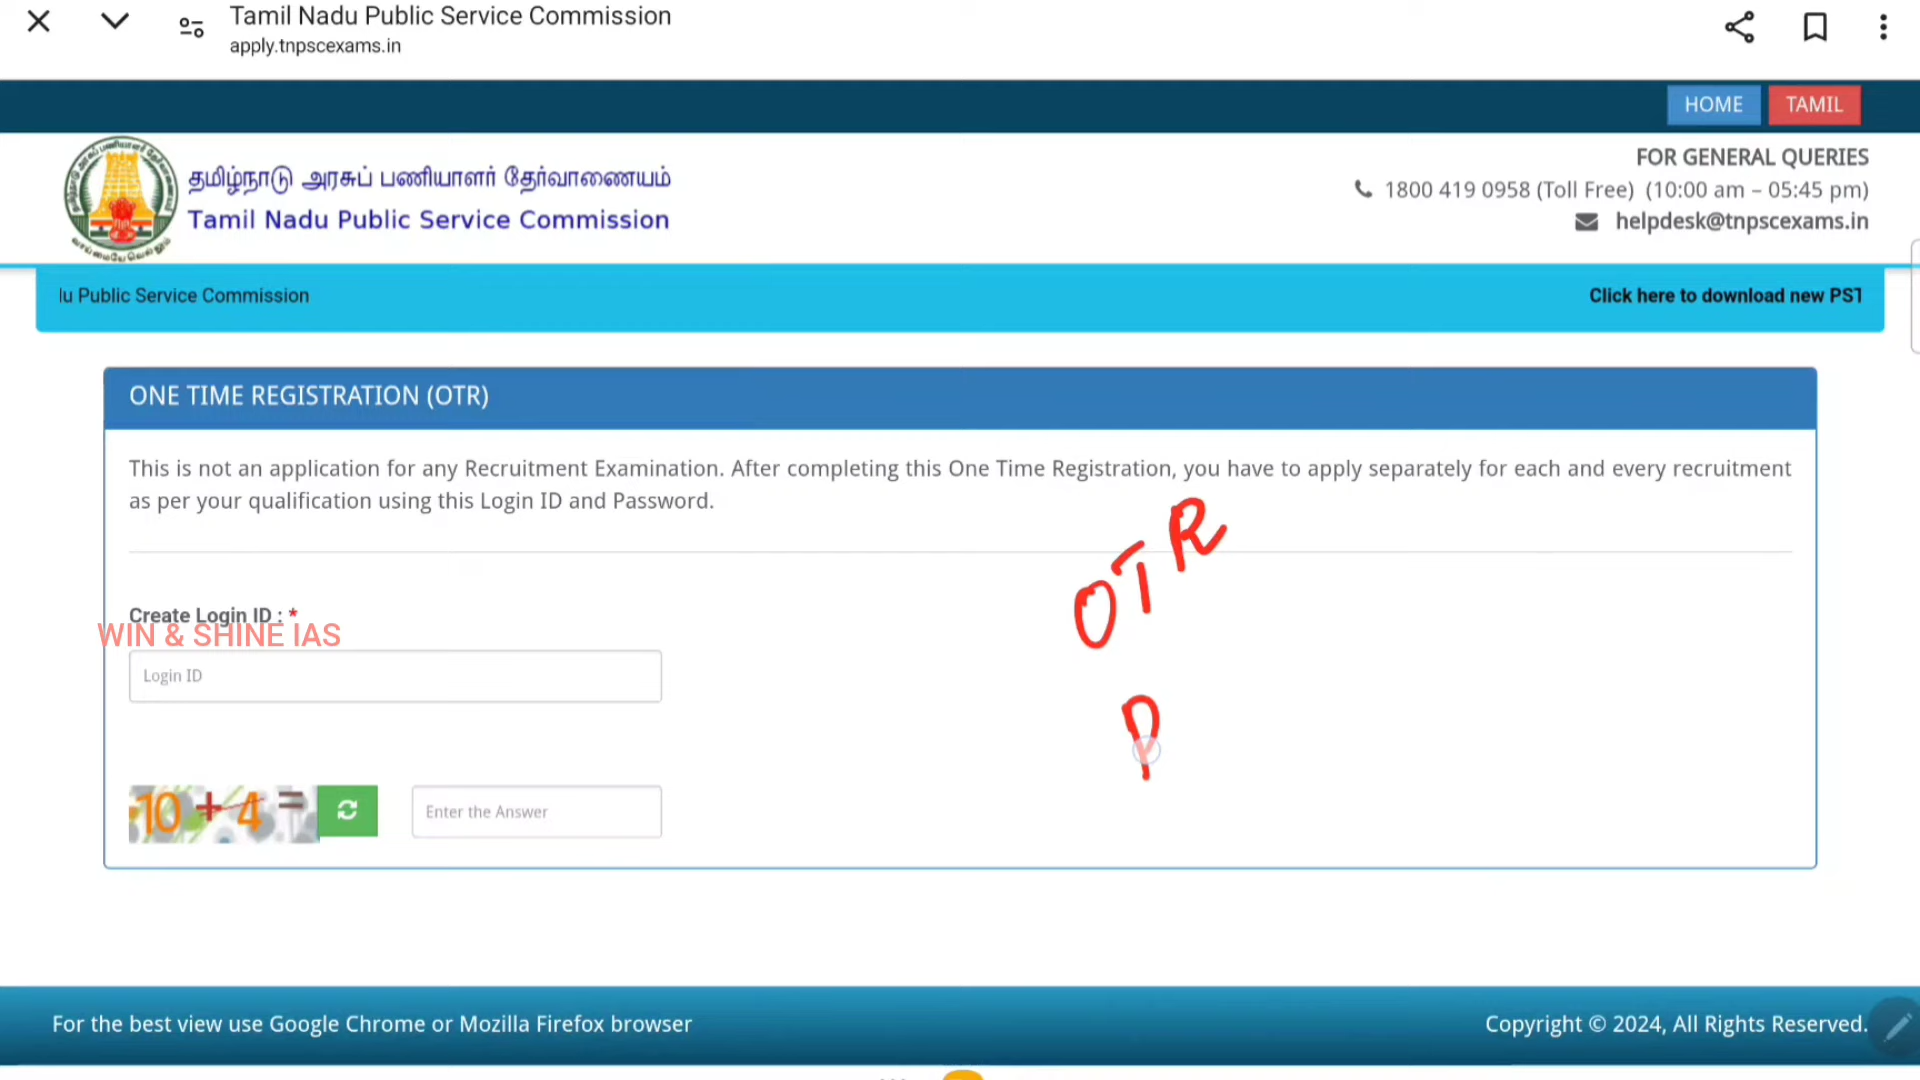 Tamil Nadu Public Service Commission
apply.tnpscexams.in
HOME TAMIL
தமிழ்நாடு அரசுப் பணியாளர் தேர்வாணையம்
Tamil Nadu Public Service Commission
FOR GENERAL QUERIES
1800 419 0958 (Toll Free) (10:00 am – 05:45 pm)
helpdesk@tnpscexams.in
lu Public Service Commission
Click here to download new PST
ONE TIME REGISTRATION (OTR)
This is not an application for any Recruitment Examination. After completing this One Time Registration, you have to apply separately for each and every recruitment
as per your qualification using this Login ID and Password.
OTR
Create Login ID : *
WIN & SHINE IAS
Login ID
P
10 + 4 =
Enter the Answer
For the best view use Google Chrome or Mozilla Firefox browser
Copyright © 2024, All Rights Reserved.